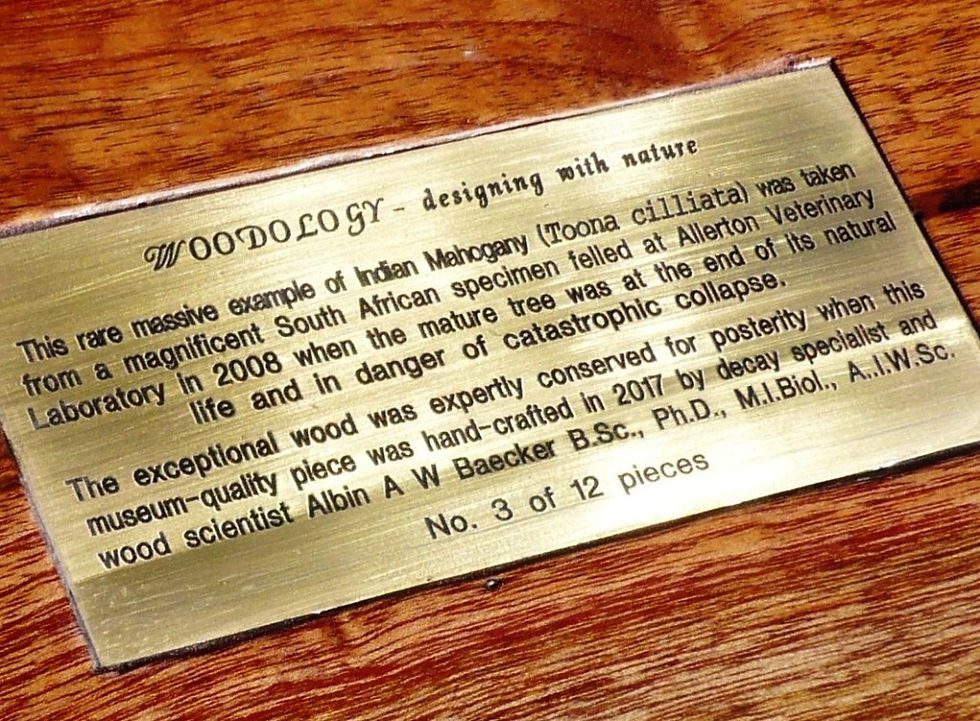 WOODOLOGY - designing with nature
This rare massive example of Indian Mahogany (Toona cilliata) was taken
from a magnificent South African specimen felled at Allerton Veterinary
Laboratory in 2008 when the mature tree was at the end of its natural
life and in danger of catastrophic collapse.
The exceptional wood was expertly conserved for posterity when this
museum-quality piece was hand-crafted in 2017 by decay specialist and
wood scientist Albin A W Baecker B.Sc., Ph.D., M.I.Biol., A..I.W.Sc.
No. 3 of 12 pieces